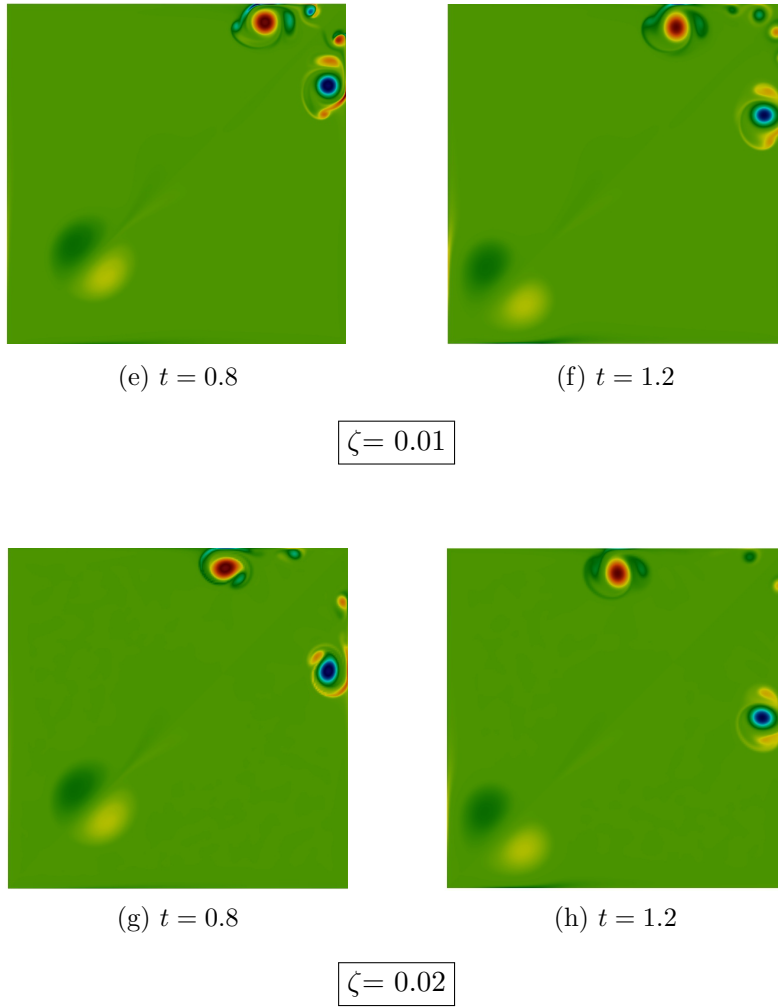 (e) t = 0.8
(f) t = 1.2
ζ= 0.01
(g) t = 0.8
(h) t = 1.2
ζ= 0.02